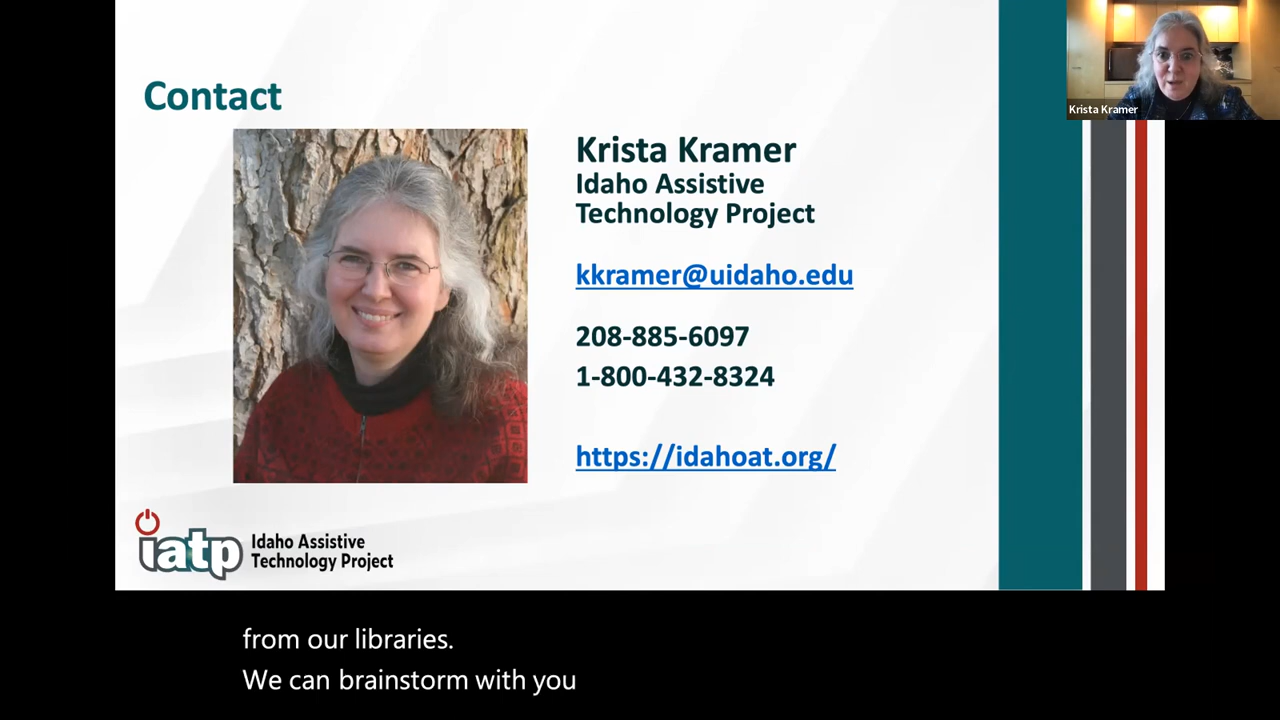 Contact
Krista Kramer
Idaho Assistive
Technology Project
kkramer@uidaho.edu
208-885-6097
1-800-432-8324
https://idahoat.org/
iatp
Idaho Assistive
Technology Project
Krista Kramer
from our libraries.
We can brainstorm with you